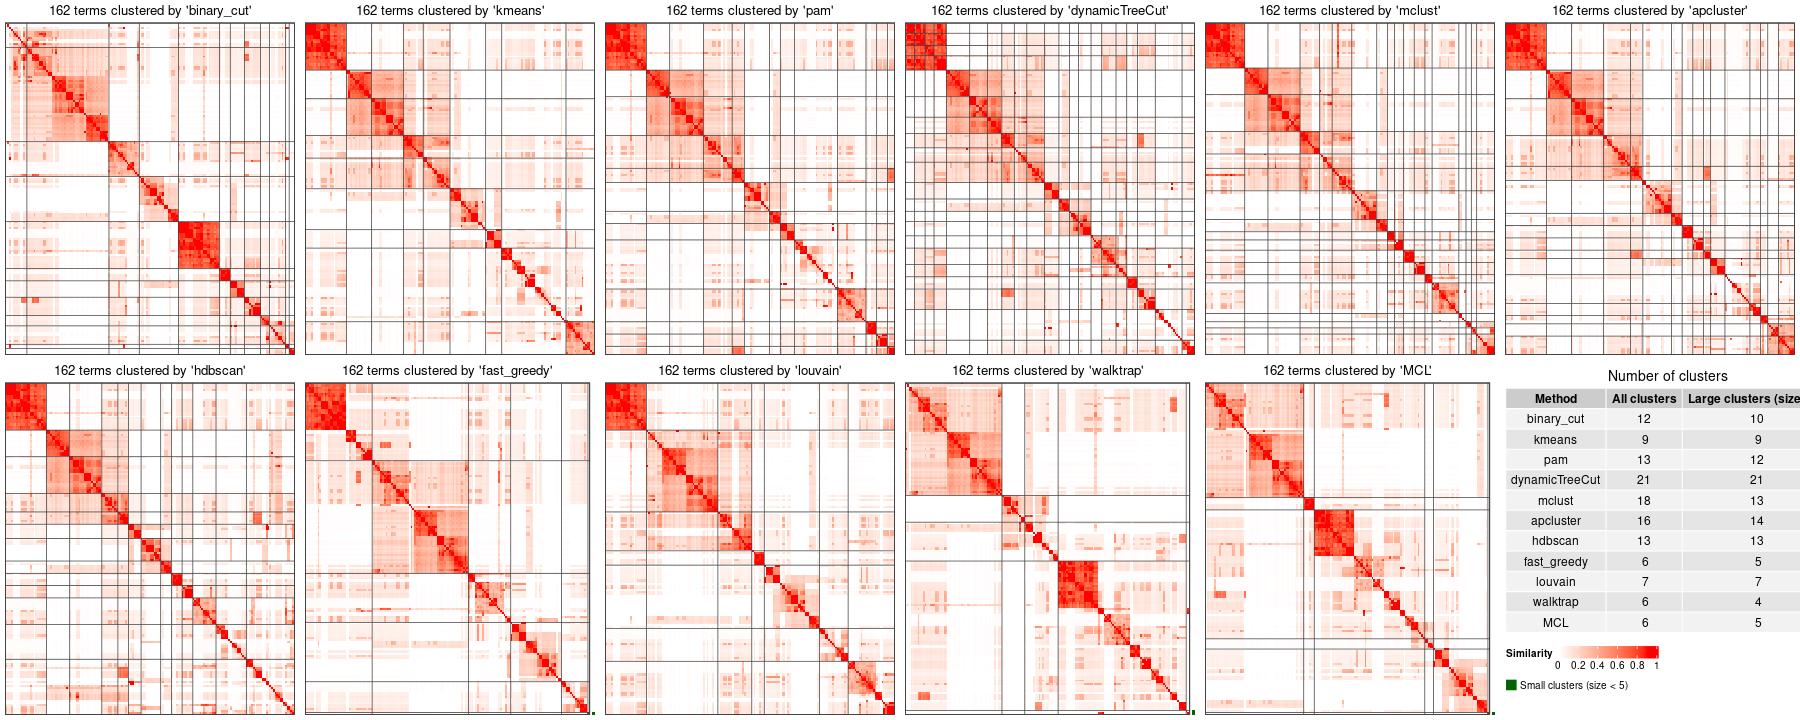 162 terms clustered by 'binary_cut'
162 terms clustered by 'kmeans'
162 terms clustered by 'pam'
162 terms clustered by 'dynamicTreeCut'
162 terms clustered by 'mclust'
162 terms clustered by 'apcluster'
162 terms clustered by 'hdbscan'
162 terms clustered by 'fast_greedy'
162 terms clustered by 'louvain'
162 terms clustered by 'walktrap'
162 terms clustered by 'MCL'
Number of clusters
Method All clusters Large clusters (size
binary_cut 12 10
kmeans 9 9
pam 13 12
dynamicTreeCut 21 21
mclust 18 13
apcluster 16 14
hdbscan 13 13
fast_greedy 6 5
louvain 7 7
walktrap 6 4
MCL 6 5
Similarity
0 0.2 0.4 0.6 0.8 1
Small clusters (size < 5)